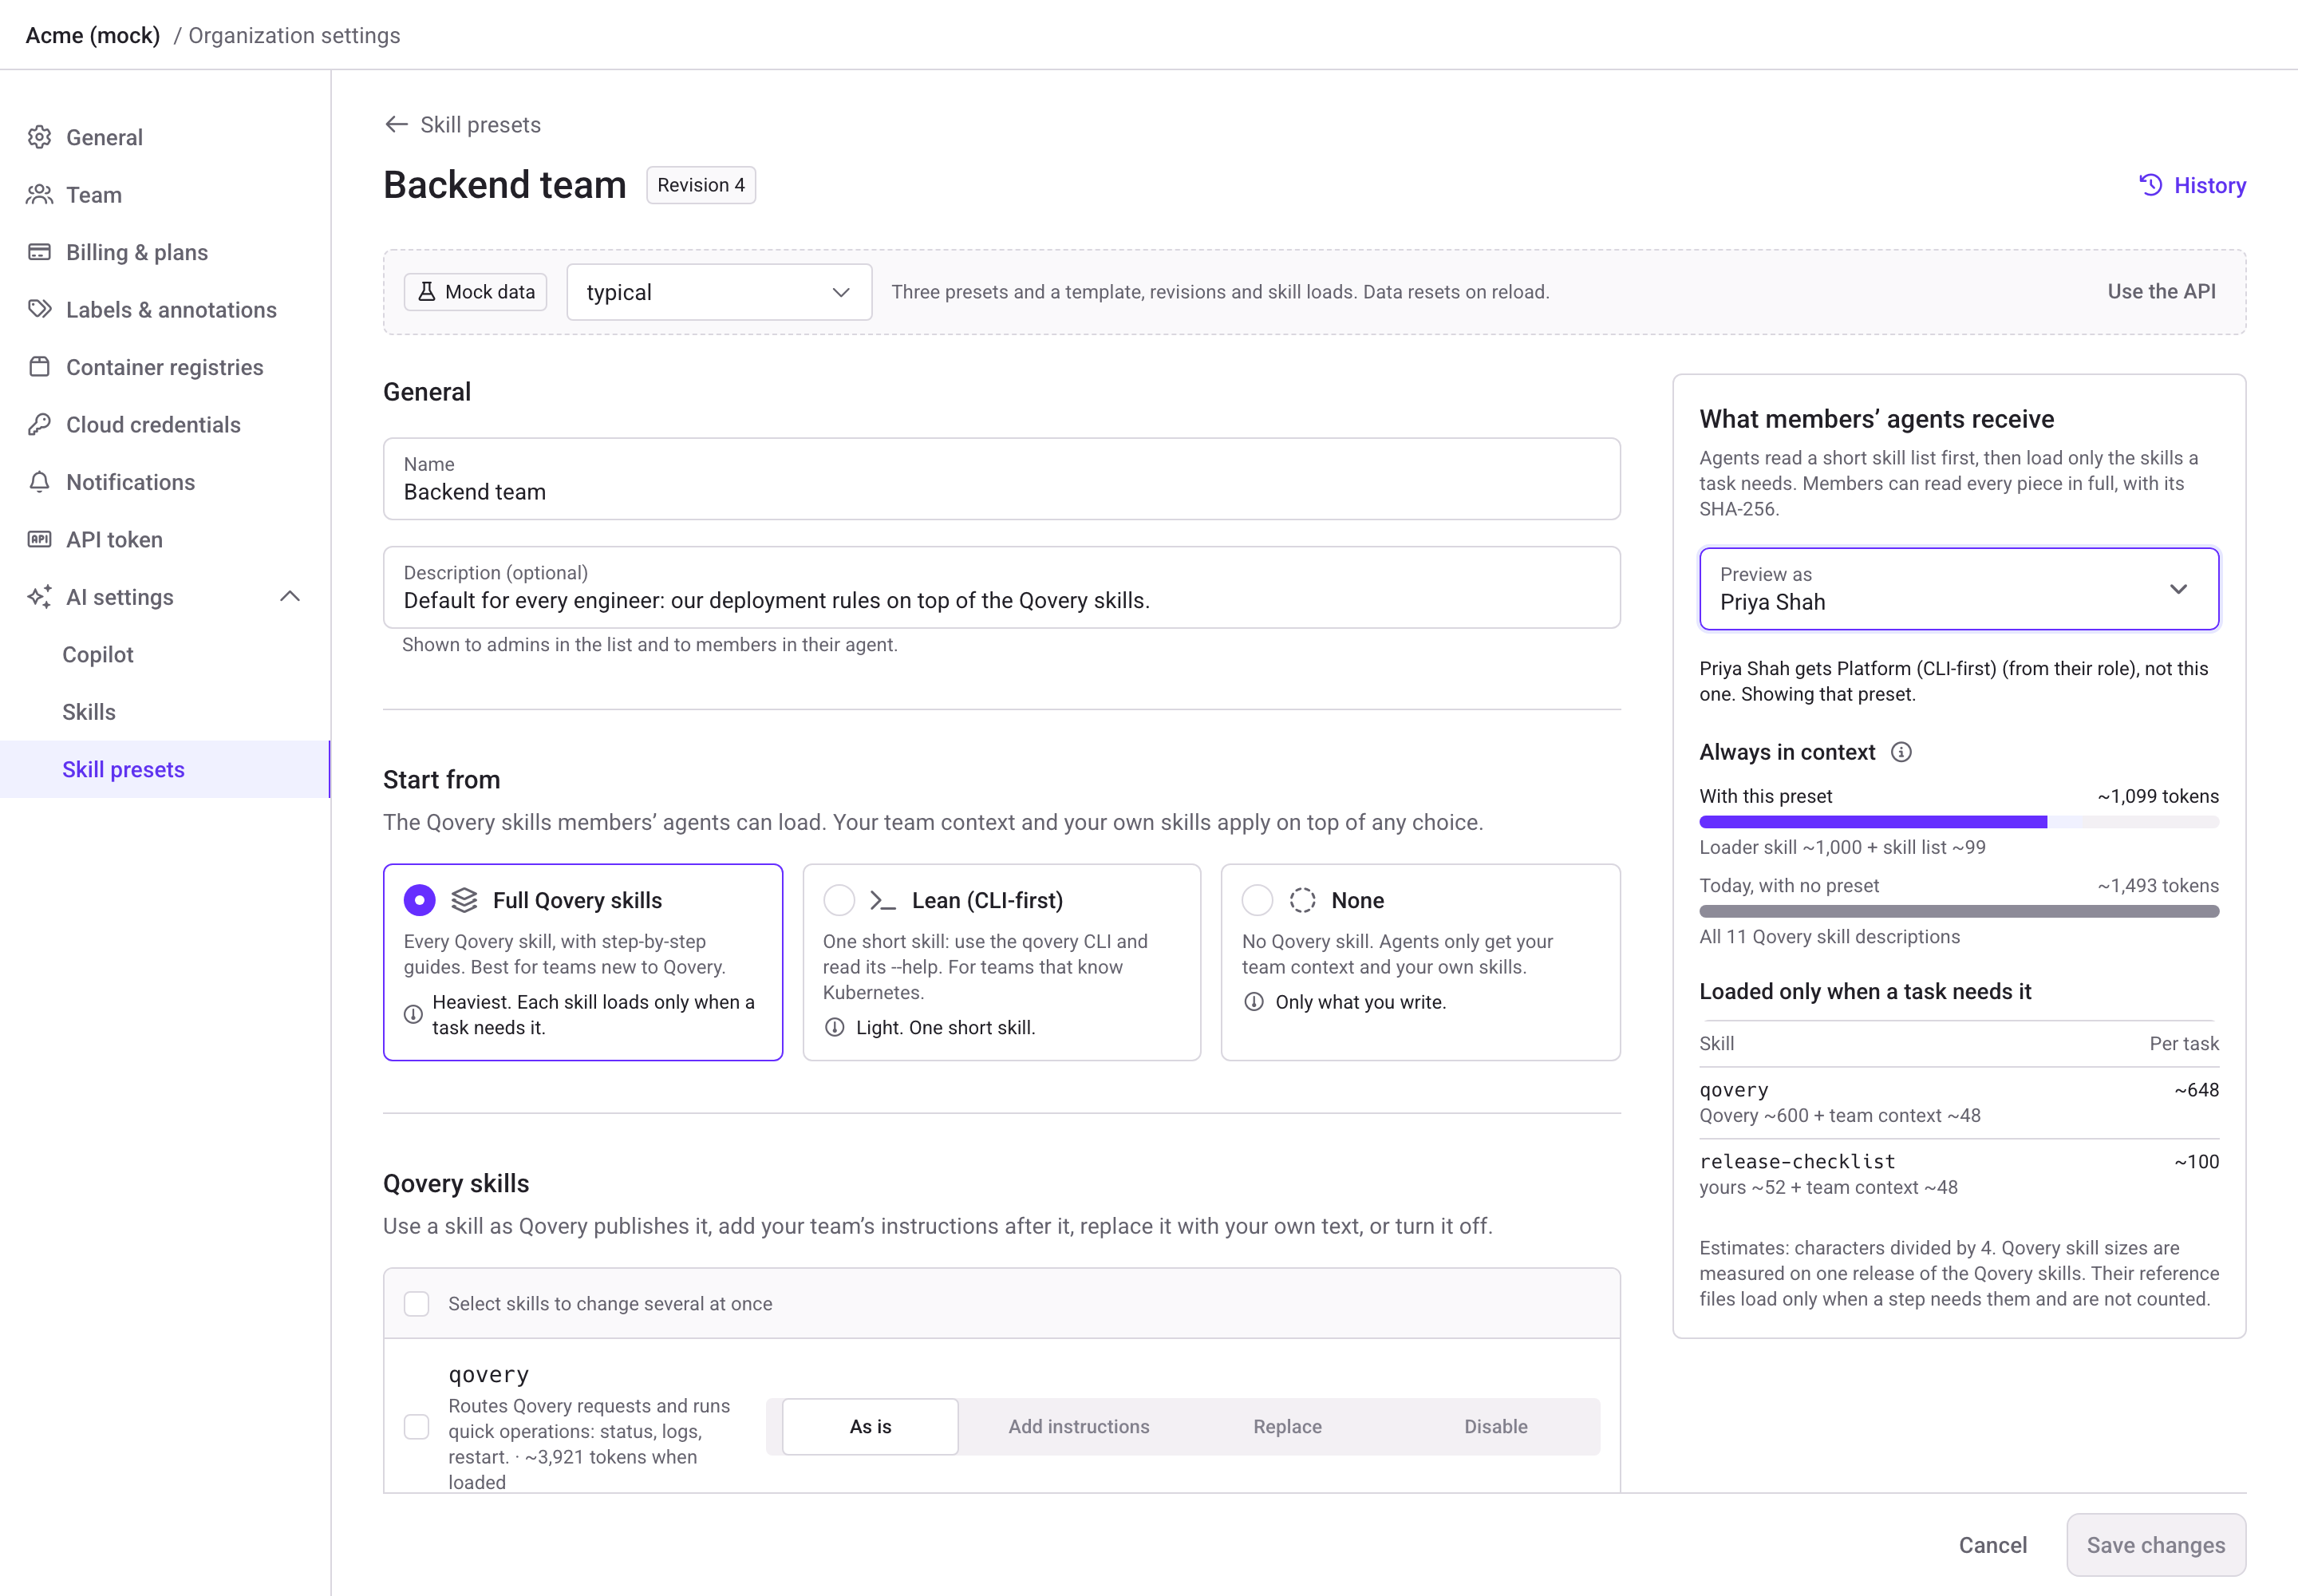 Acme (mock) / Organization settings
General
Team
Billing & plans
Labels & annotations
Container registries
Cloud credentials
Notifications
API token
AI settings
Copilot
Skills
Skill presets
Skill presets
Backend team
Revision 4
History
Mock data
typical
Three presets and a template, revisions and skill loads. Data resets on reload.
Use the API
General
Name
Backend team
Description (optional)
Default for every engineer: our deployment rules on top of the Qovery skills.
Shown to admins in the list and to members in their agent.
Start from
The Qovery skills members’ agents can load. Your team context and your own skills apply on top of any choice.
Full Qovery skills
Every Qovery skill, with step-by-step
guides. Best for teams new to Qovery.
Heaviest. Each skill loads only when a
task needs it.
Lean (CLI-first)
One short skill: use the qovery CLI and
read its --help. For teams that know
Kubernetes.
Light. One short skill.
None
No Qovery skill. Agents only get your
team context and your own skills.
Only what you write.
Qovery skills
Use a skill as Qovery publishes it, add your team’s instructions after it, replace it with your own text, or turn it off.
Select skills to change several at once
qovery
Routes Qovery requests and runs
quick operations: status, logs,
restart. · ~3,921 tokens when
loaded
As is
Add instructions
Replace
Disable
What members’ agents receive
Agents read a short skill list first, then load only the skills a
task needs. Members can read every piece in full, with its
SHA-256.
Preview as
Priya Shah
Priya Shah gets Platform (CLI-first) (from their role), not this
one. Showing that preset.
Always in context
With this preset ~1,099 tokens
Loader skill ~1,000 + skill list ~99
Today, with no preset ~1,493 tokens
All 11 Qovery skill descriptions
Loaded only when a task needs it
Skill Per task
qovery ~648
Qovery ~600 + team context ~48
release-checklist ~100
yours ~52 + team context ~48
Estimates: characters divided by 4. Qovery skill sizes are
measured on one release of the Qovery skills. Their reference
files load only when a step needs them and are not counted.
Cancel
Save changes